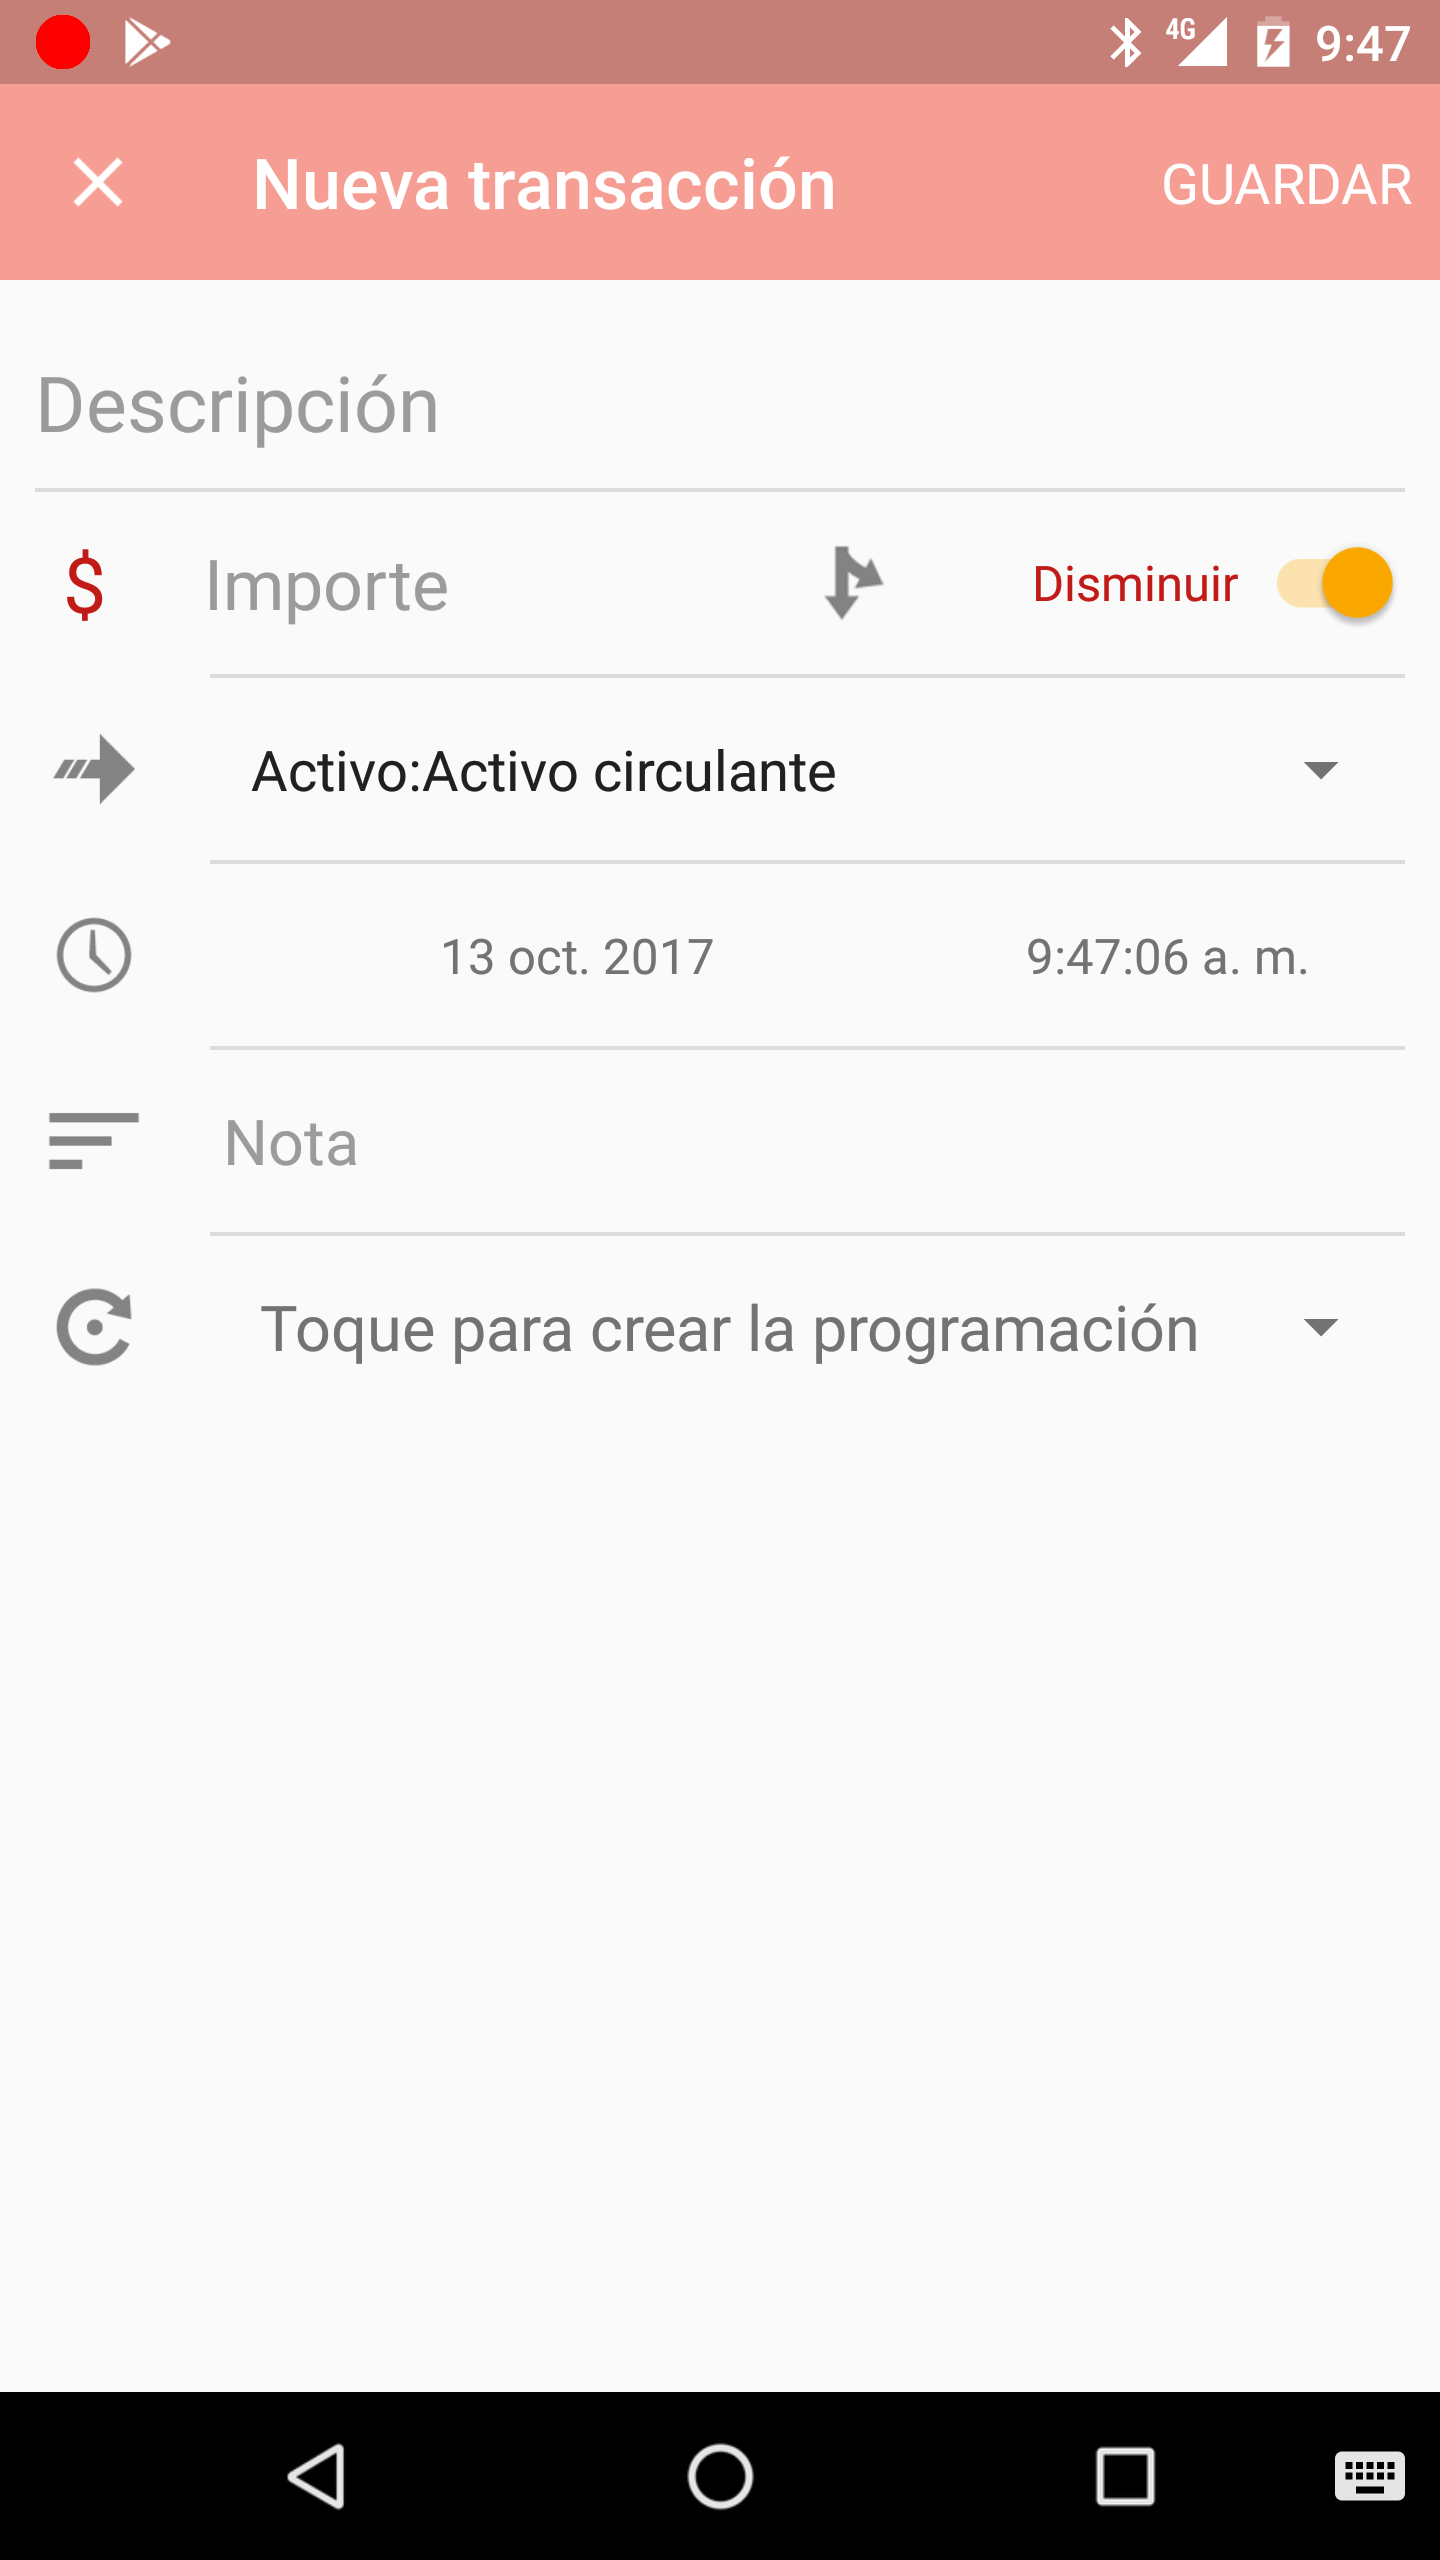 4G 9:47
Nueva transacción GUARDAR
Descripción
$ Importe Disminuir
Activo:Activo circulante
13 oct. 2017 9:47:06 a. m.
Nota
Toque para crear la programación